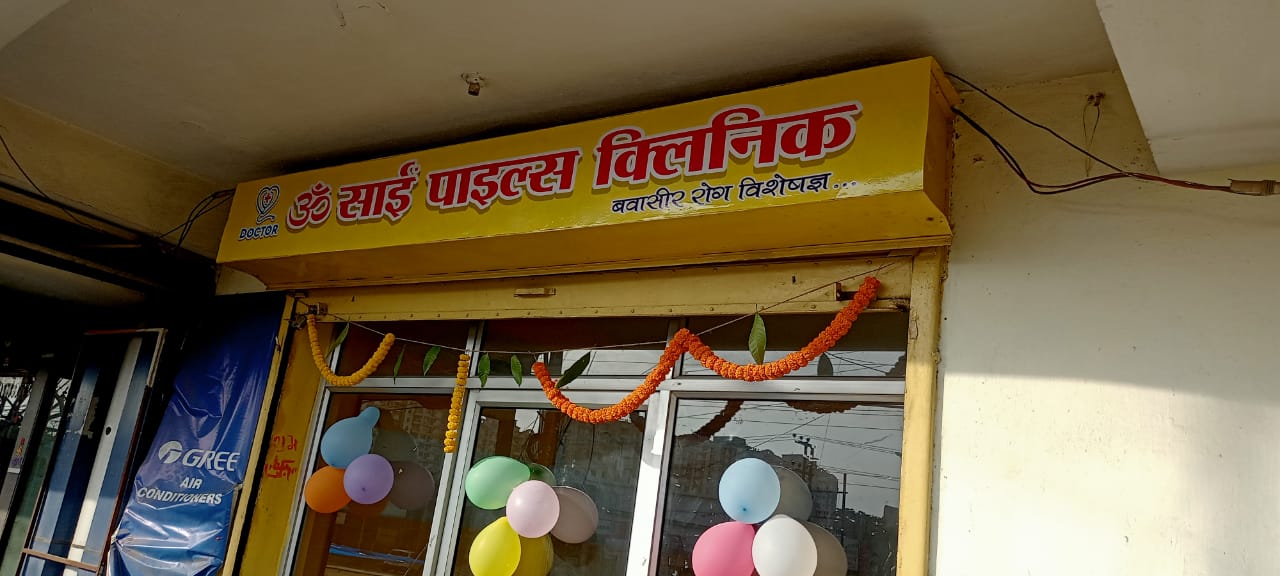 ॐ साईं पाइल्स क्लिनिक
बवासीर रोग विशेषज्ञ...
DOCTOR
GREE
AIR
CONDITIONERS